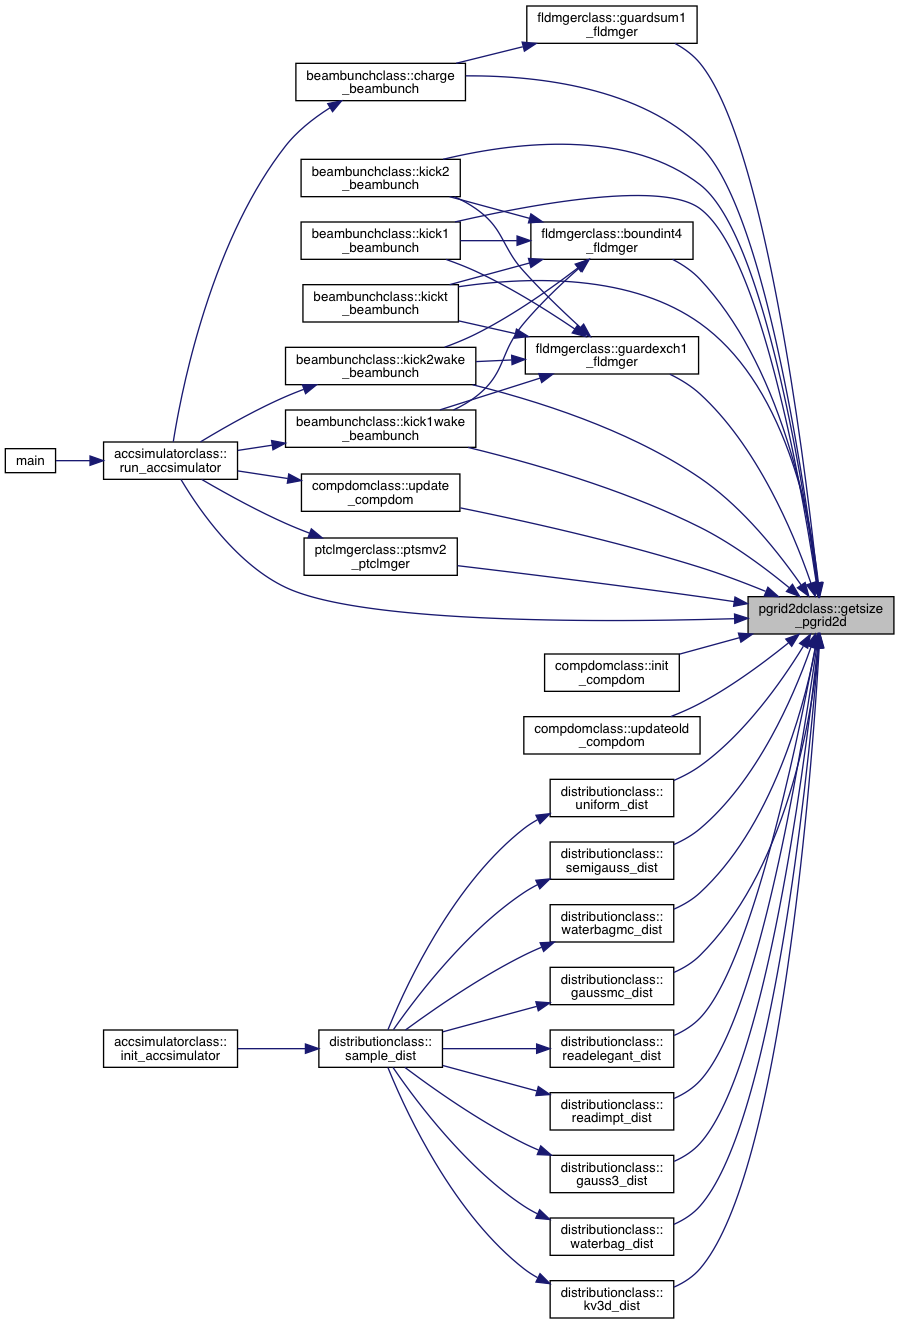 fldmgerclass::guardsum1
_fldmger
beambunchclass::charge
_beambunch
beambunchclass::kick2
_beambunch
beambunchclass::kick1
_beambunch
fldmgerclass::boundint4
_fldmger
beambunchclass::kickt
_beambunch
fldmgerclass::guardexch1
_fldmger
beambunchclass::kick2wake
_beambunch
beambunchclass::kick1wake
_beambunch
main
accsimulatorclass::
run_accsimulator
compdomclass::update
_compdom
ptclmgerclass::ptsmv2
_ptclmger
pgrid2dclass::getsize
_pgrid2d
compdomclass::init
_compdom
compdomclass::updateold
_compdom
distributionclass::
uniform_dist
distributionclass::
semigauss_dist
distributionclass::
waterbagmc_dist
distributionclass::
gaussmc_dist
accsimulatorclass::
init_accsimulator
distributionclass::
sample_dist
distributionclass::
readelegant_dist
distributionclass::
readimpt_dist
distributionclass::
gauss3_dist
distributionclass::
waterbag_dist
distributionclass::
kv3d_dist